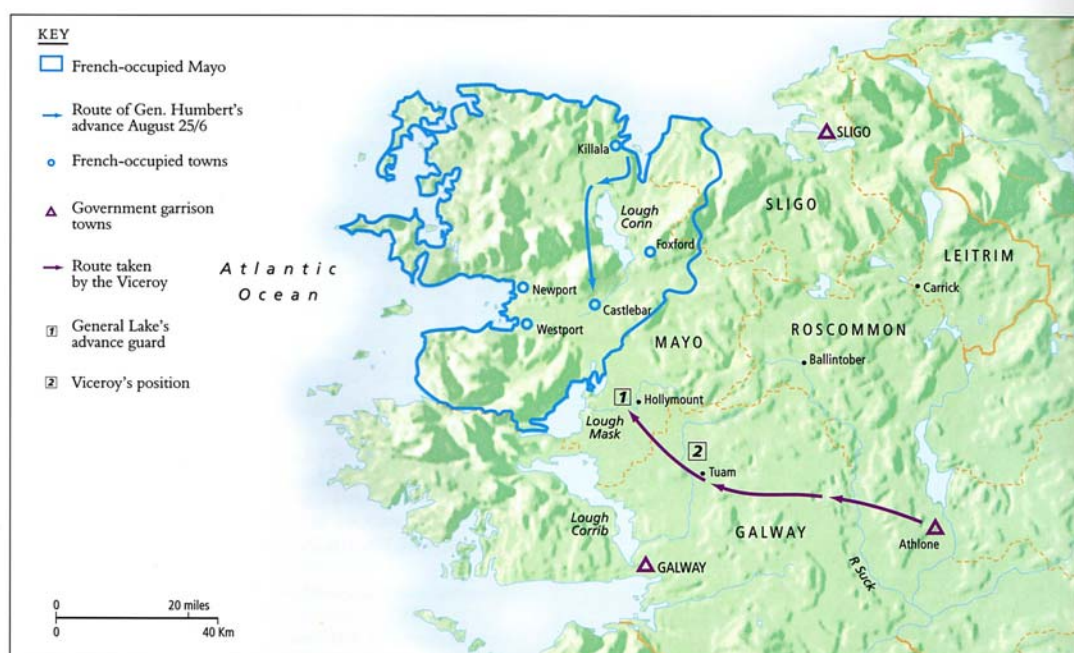 KEY
French-occupied Mayo
Route of Gen. Humbert's
advance August 25/6
French-occupied towns
Government garrison
towns
Route taken
by the Viceroy
1 General Lake's
advance guard
2 Viceroy's position
0 20 miles
0 40 Km
Atlantic
Ocean
Killala
SLIGO
SLIGO
Lough
Conn
Foxford
LEITRIM
Newport
Carrick
Castlebar
Westport
ROSCOMMON
MAYO
Ballintober
1
Hollymount
Lough
Mask
2
Tuam
Lough
Corrib
GALWAY
Athlone
GALWAY
R Suck